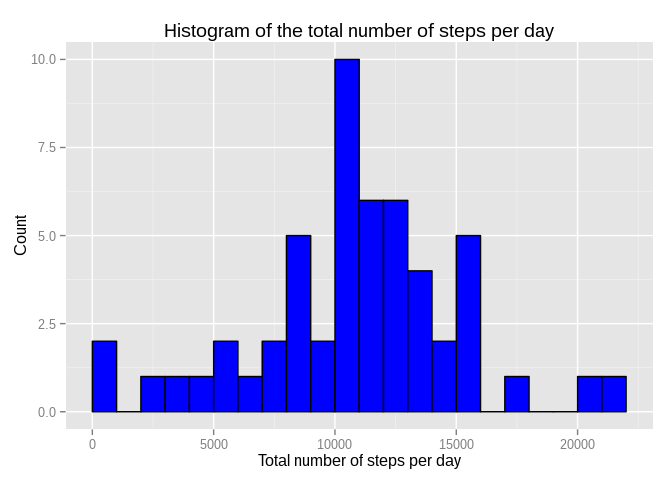 Histogram of the total number of steps per day
10.0
7.5
5.0
2.5
0.0
Count
0 5000 10000 15000 20000
Total number of steps per day